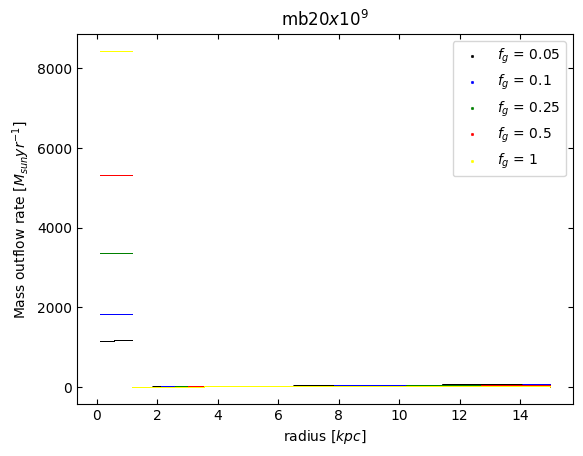 mb20x10^9
Mass outflow rate [M_sun yr^-1]
8000
6000
4000
2000
0
f_g = 0.05
f_g = 0.1
f_g = 0.25
f_g = 0.5
f_g = 1
0 2 4 6 8 10 12 14
radius [kpc]